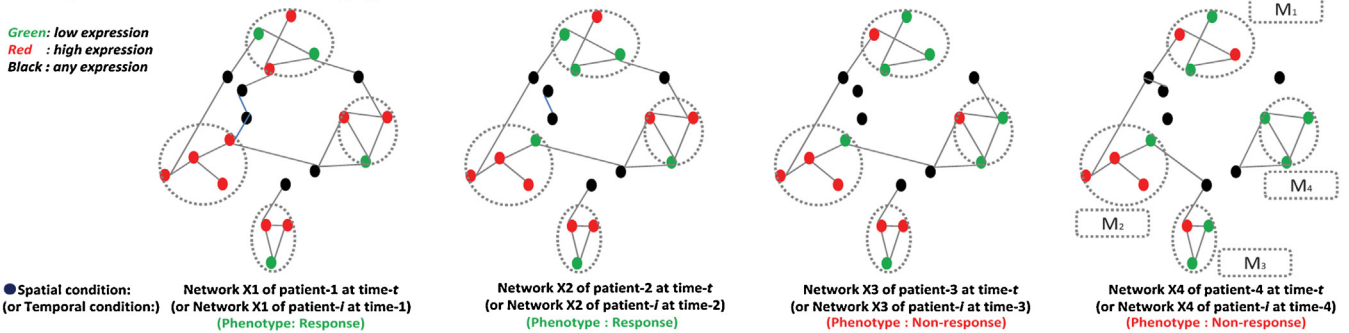 Green: low expression
Red : high expression
Black : any expression
M1
M2
M3
M4
Spatial condition:
(or Temporal condition:)
Network X1 of patient-1 at time-t
(or Network X1 of patient-i at time-1)
(Phenotype: Response)
Network X2 of patient-2 at time-t
(or Network X2 of patient-i at time-2)
(Phenotype : Response)
Network X3 of patient-3 at time-t
(or Network X3 of patient-i at time-3)
(Phenotype : Non-response)
Network X4 of patient-4 at time-t
(or Network X4 of patient-i at time-4)
(Phenotype : Non-response)